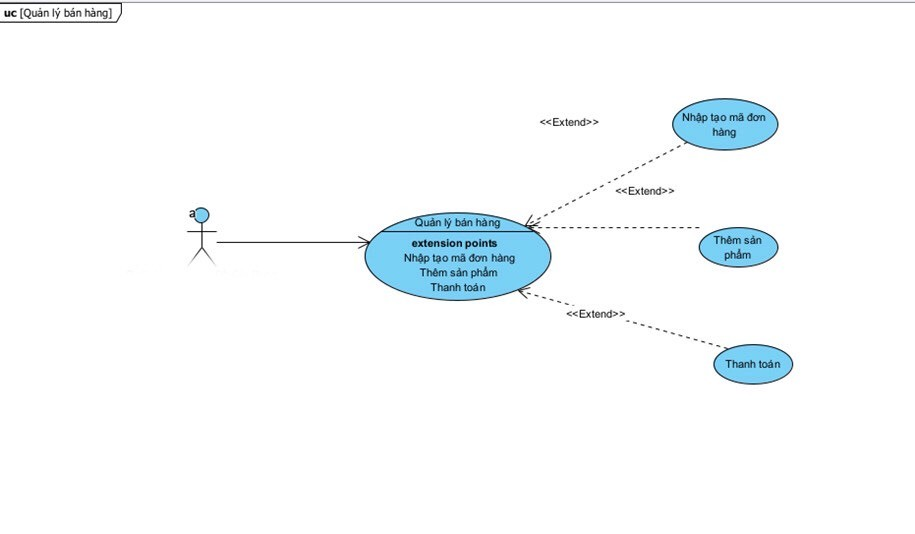 uc [Quản lý bán hàng]
<<Extend>>
Nhập tạo mã đơn
hàng
<<Extend>>
a
Quản lý bán hàng
extension points
Nhập tạo mã đơn hàng
Thêm sản phẩm
Thanh toán
Thêm sản
phẩm
<<Extend>>
Thanh toán